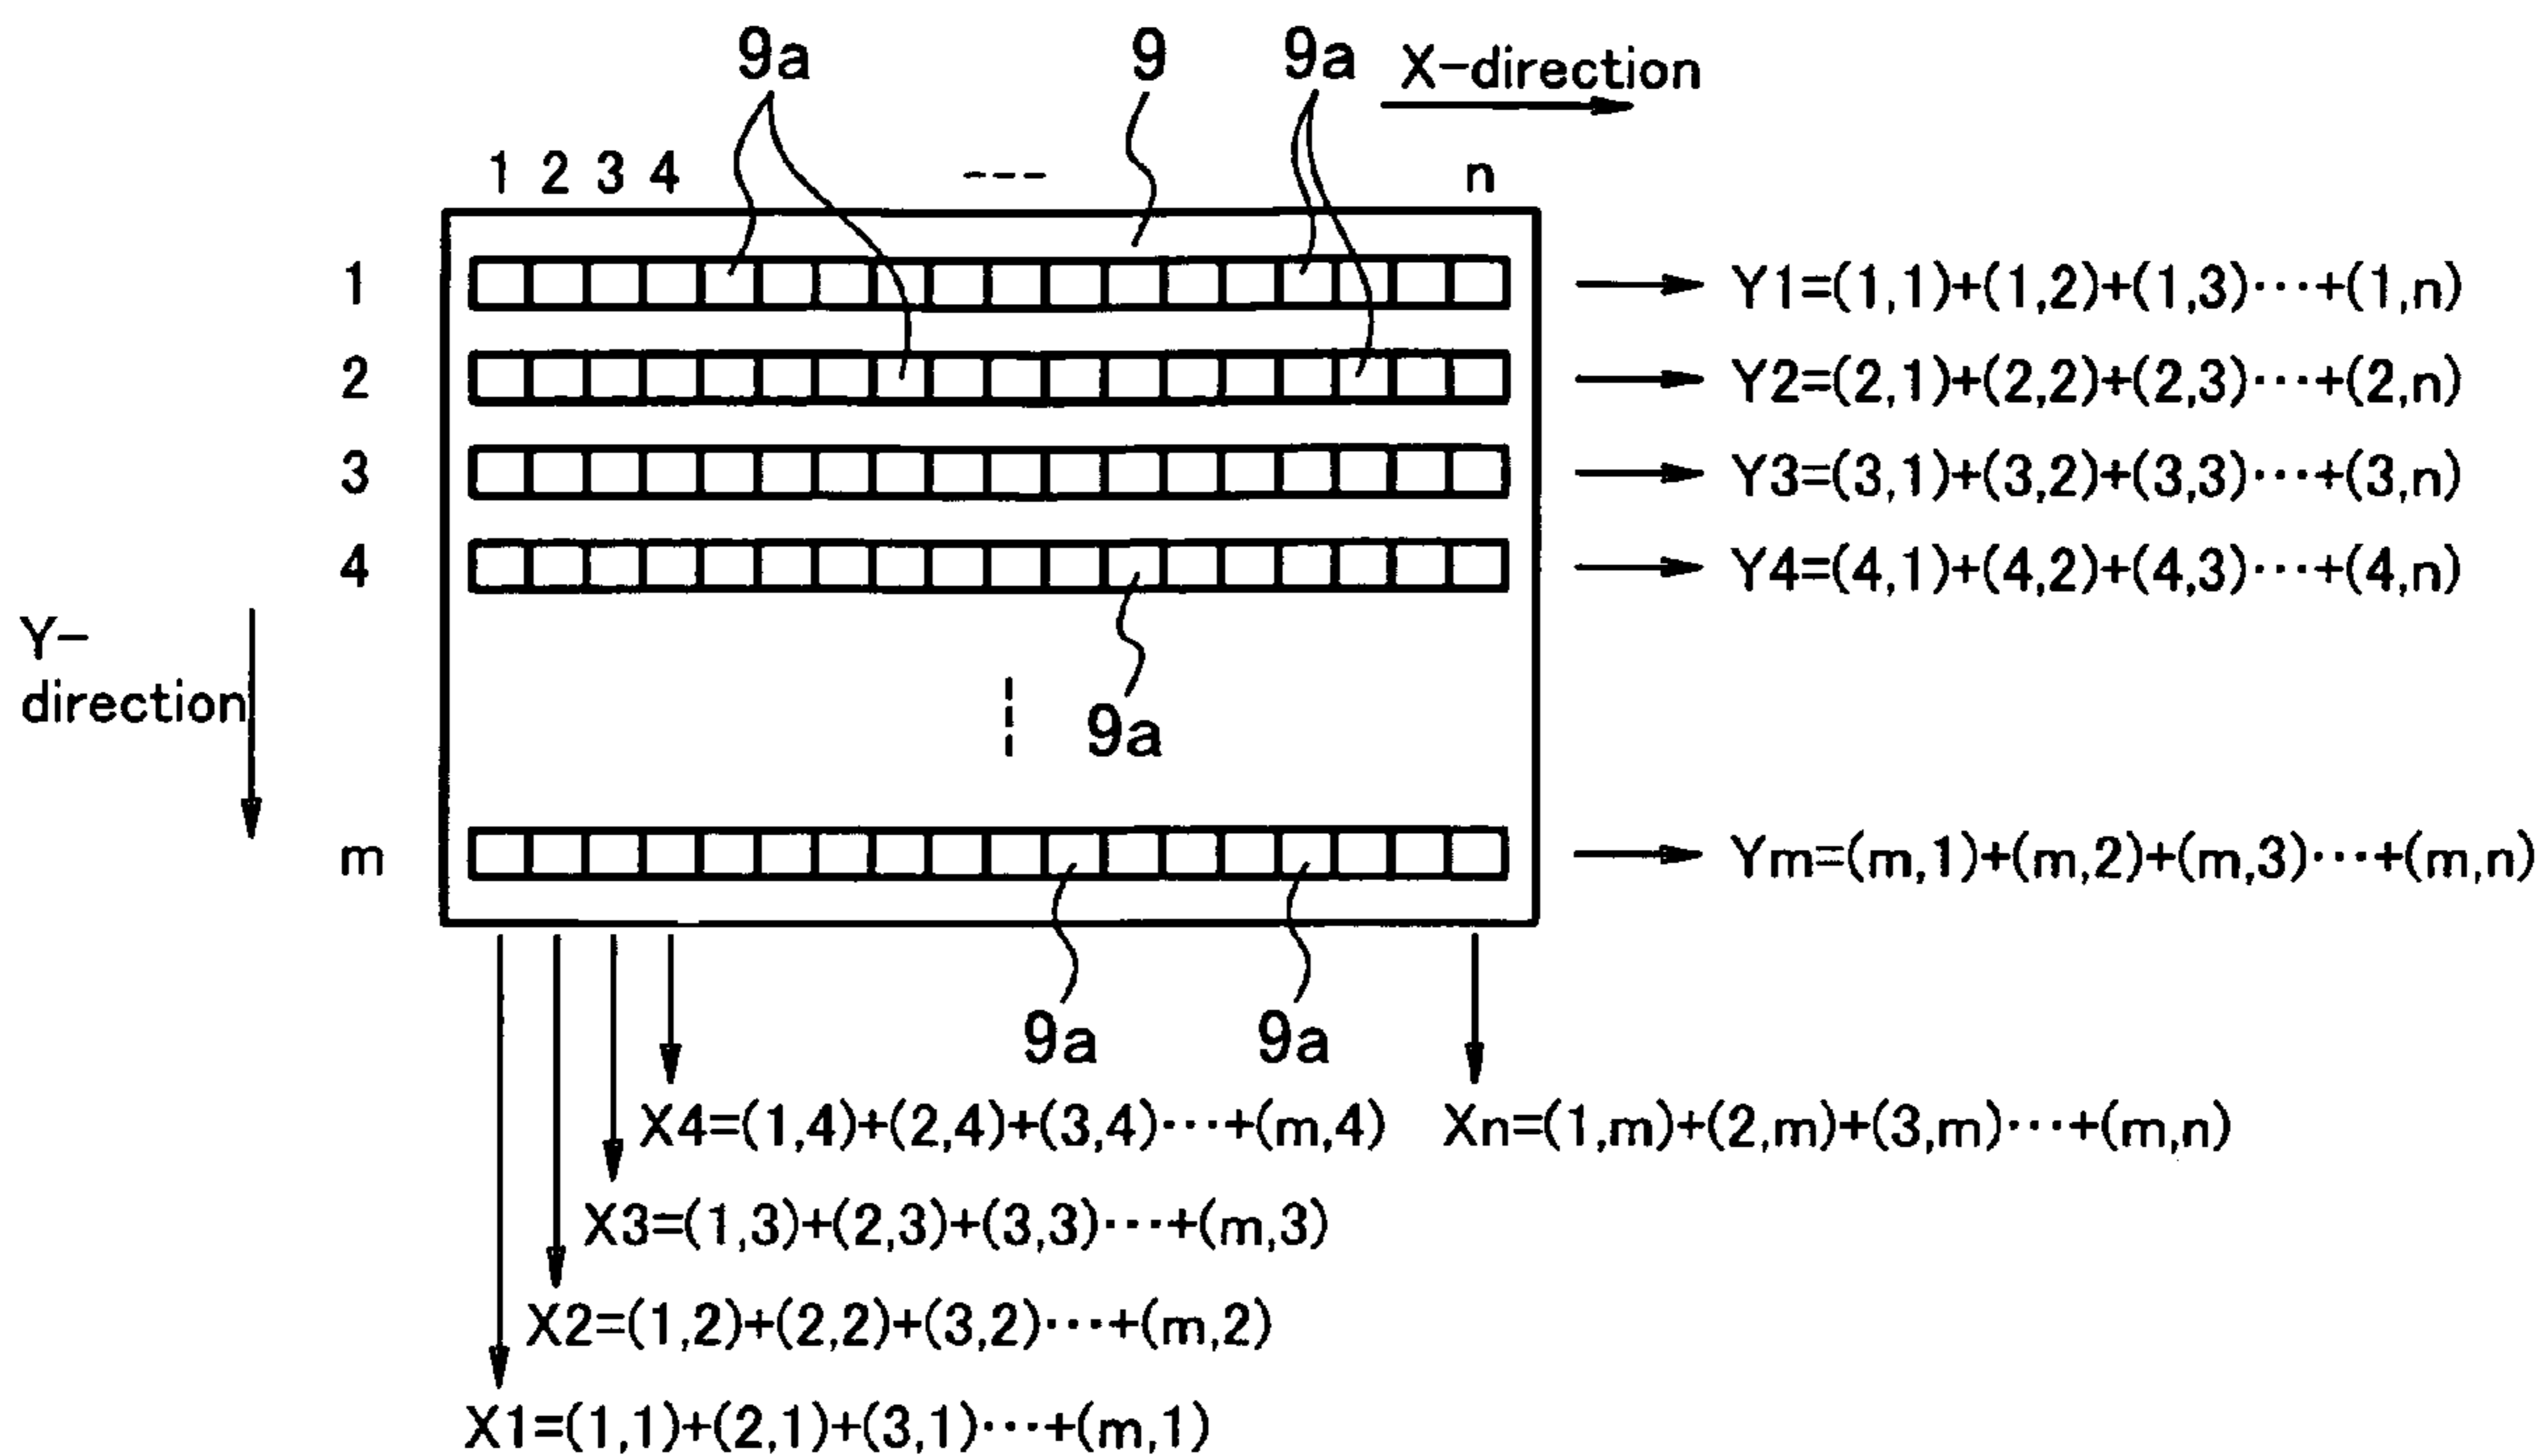 9a 9 9a X-direction
1 2 3 4 --- n
1 Y1=(1,1)+(1,2)+(1,3)···+(1,n)
2 Y2=(2,1)+(2,2)+(2,3)···+(2,n)
3 Y3=(3,1)+(3,2)+(3,3)···+(3,n)
4 Y4=(4,1)+(4,2)+(4,3)···+(4,n)
Y-
direction
9a
m Ym=(m,1)+(m,2)+(m,3)···+(m,n)
9a 9a
X4=(1,4)+(2,4)+(3,4)···+(m,4) Xn=(1,m)+(2,m)+(3,m)···+(m,n)
X3=(1,3)+(2,3)+(3,3)···+(m,3)
X2=(1,2)+(2,2)+(3,2)···+(m,2)
X1=(1,1)+(2,1)+(3,1)···+(m,1)